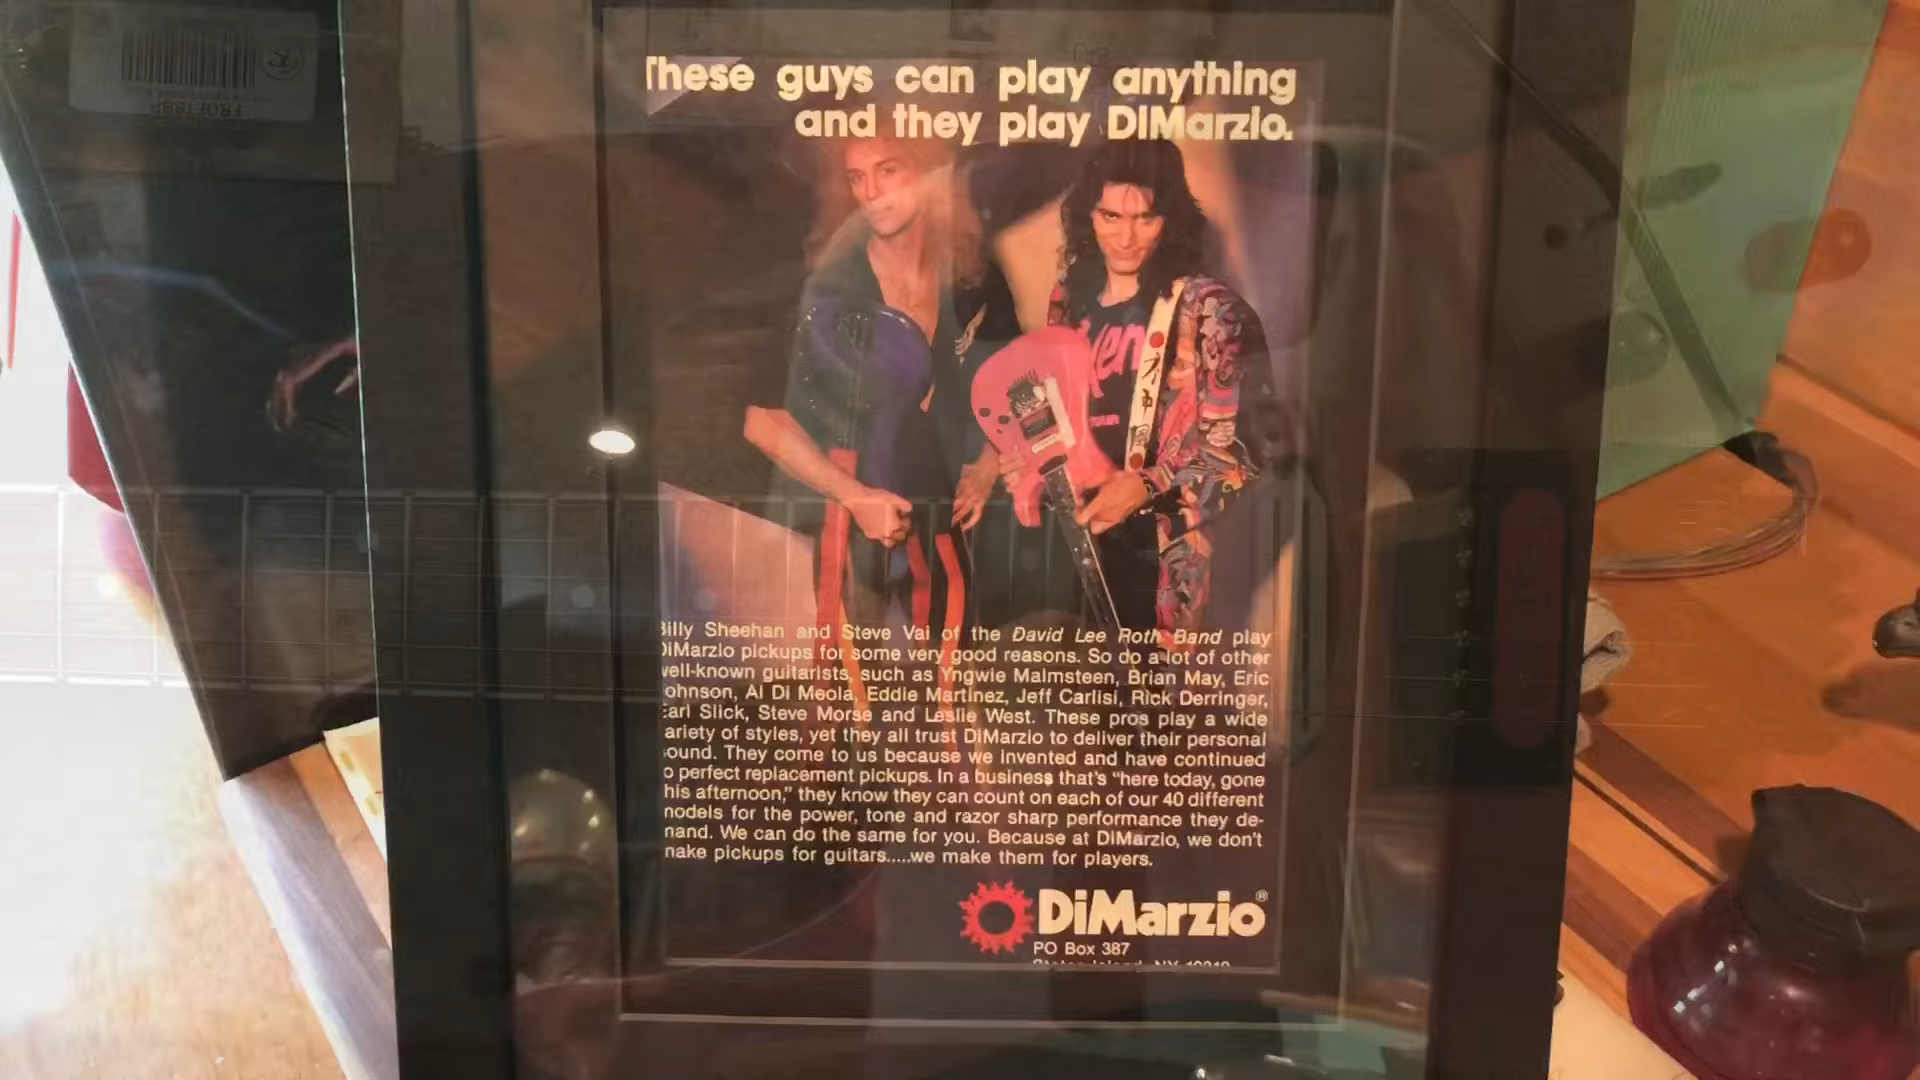 These guys can play anything
and they play DiMarzio.
Billy Sheehan and Steve Vai of the David Lee Roth Band play
DiMarzio pickups for some very good reasons. So do a lot of other
well-known guitarists, such as Yngwie Malmsteen, Brian May, Eric
Johnson, Al Di Meola, Eddie Martinez, Jeff Carlisi, Rick Derringer,
Earl Slick, Steve Morse and Leslie West. These pros play a wide
ariety of styles, yet they all trust DiMarzio to deliver their personal
ound. They come to us because we invented and have continued
o perfect replacement pickups. In a business that's "here today, gone
his afternoon," they know they can count on each of our 40 different
models for the power, tone and razor sharp performance they de-
mand. We can do the same for you. Because at DiMarzio, we don't
make pickups for guitars.....we make them for players.
DiMarzio®
PO Box 387
Staten Island, NY 10310